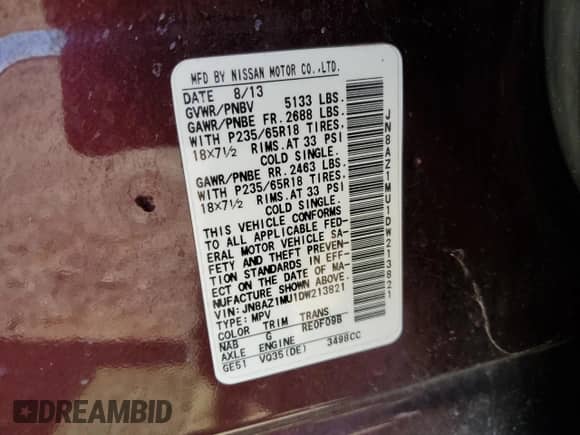 MFD BY NISSAN MOTOR CO.,LTD.
DATE 8/13
GVWR/PNBV 5133 LBS.
GAWR/PNBE FR. 2688 LBS.
WITH P235/65R18 TIRES.
18X7½ RIMS.AT 33 PSI
COLD SINGLE.
GAWR/PNBE RR. 2463 LBS.
WITH P235/65R18 TIRES.
18X7½ RIMS.AT 33 PSI
COLD SINGLE.
THIS VEHICLE CONFORMS
TO ALL APPLICABLE FED-
ERAL MOTOR VEHICLE SA-
FETY AND THEFT PREVEN-
TION STANDARDS IN EFF-
ECT ON THE DATE OF MA-
NUFACTURE SHOWN ABOVE.
VIN: JN8AZ1MU1DW213821
TYPE: MPV
COLOR TRIM TRANS
NAB G RE0F09B
AXLE ENGINE
GE51 VQ35(DE) 3498CC
JN8AZ1MU1DW213821
DREAMBID